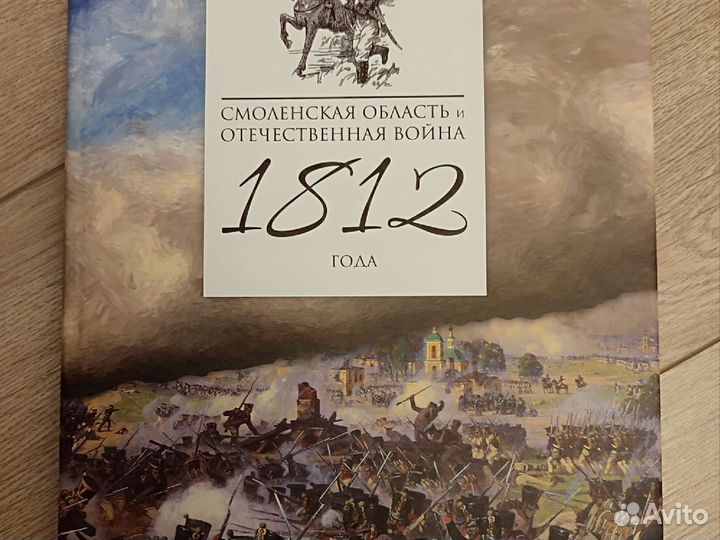 СМОЛЕНСКАЯ ОБЛАСТЬ И
ОТЕЧЕСТВЕННАЯ ВОЙНА
1812
ГОДА
Avito